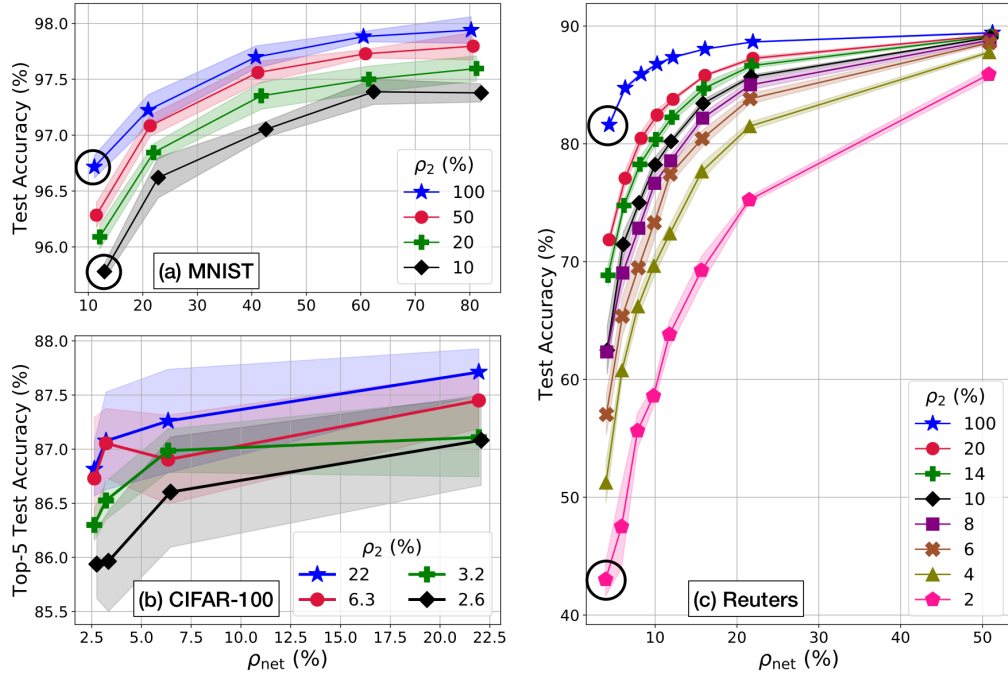 98.0
97.5
97.0
96.5
96.0
Test Accuracy (%)
ρ2 (%)
100
50
20
10
(a) MNIST
10 20 30 40 50 60 70 80
88.0
87.5
87.0
86.5
86.0
85.5
Top-5 Test Accuracy (%)
ρ2 (%)
22 3.2
6.3 2.6
(b) CIFAR-100
2.5 5.0 7.5 10.0 12.5 15.0 17.5 20.0 22.5
ρnet (%)
90
80
70
60
50
40
Test Accuracy (%)
ρ2 (%)
100
20
14
10
8
6
4
2
(c) Reuters
10 20 30 40 50
ρnet (%)